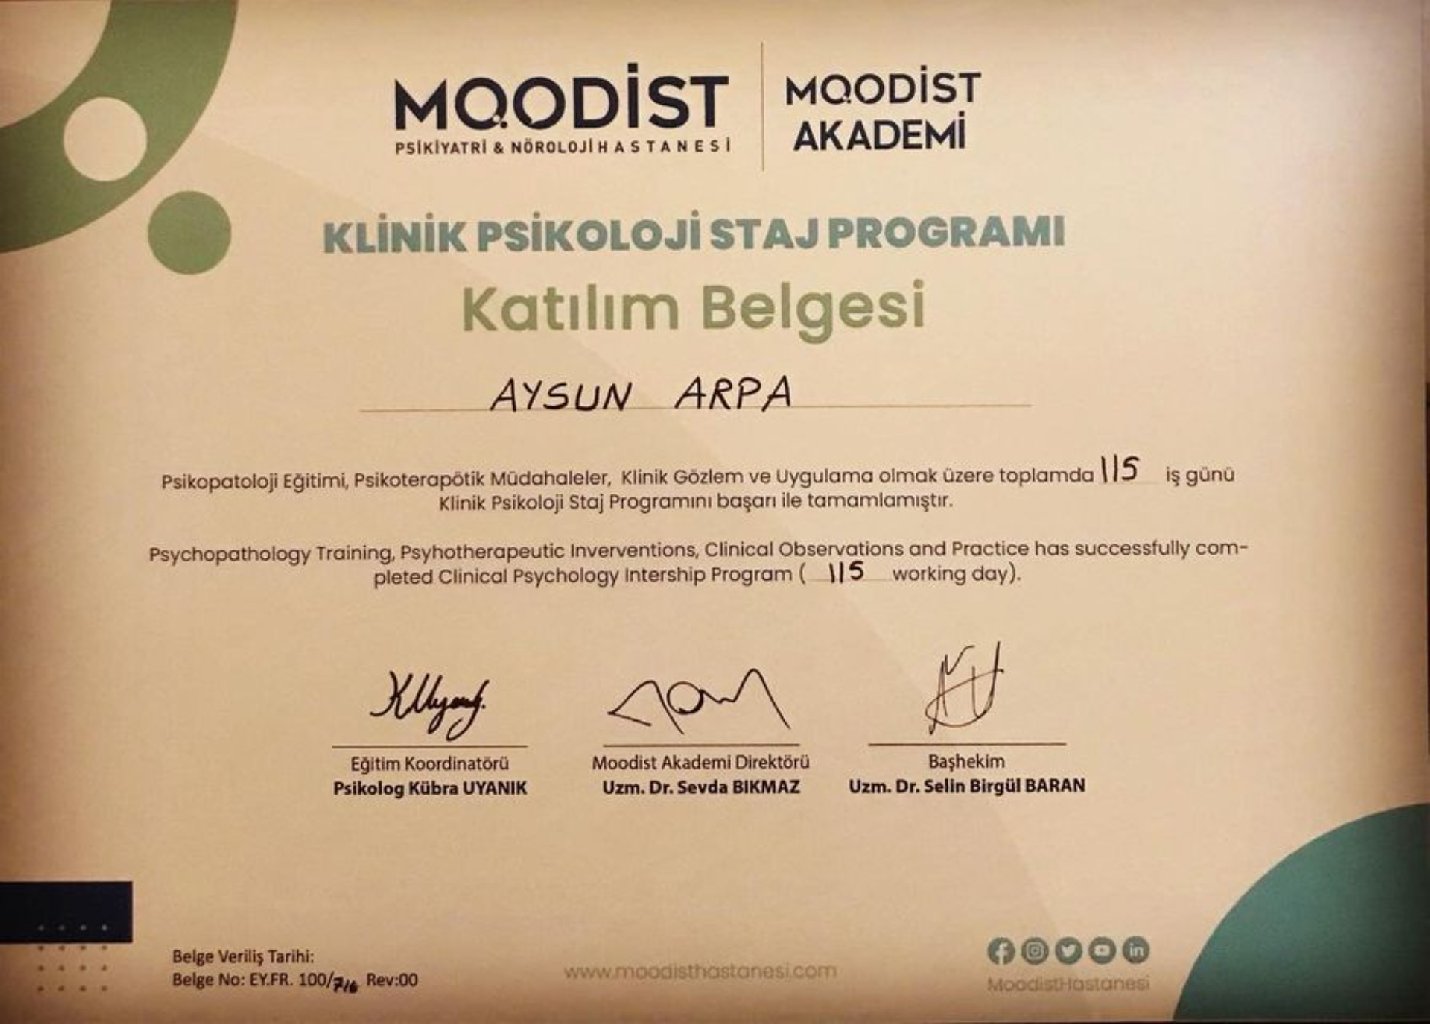 MOODİST
PSİKİYATRİ & NÖROLOJİ HASTANESİ
MOODİST
AKADEMİ
KLİNİK PSİKOLOJİ STAJ PROGRAMI
Katılım Belgesi
AYSUN ARPA
Psikopatoloji Eğitimi, Psikoterapötik Müdahaleler, Klinik Gözlem ve Uygulama olmak üzere toplamda 115 iş günü
Klinik Psikoloji Staj Programını başarı ile tamamlamıştır.
Psychopathology Training, Psyhotherapeutic Inverventions, Clinical Observations and Practice has successfully com-
pleted Clinical Psychology Intership Program ( 115 working day).
Eğitim Koordinatörü
Psikolog Kübra UYANIK
Moodist Akademi Direktörü
Uzm. Dr. Sevda BIKMAZ
Başhekim
Uzm. Dr. Selin Birgül BARAN
Belge Veriliş Tarihi:
Belge No: EY.FR. 100/ Rev:00
www.moodisthastanesi.com
MoodistHastanesi